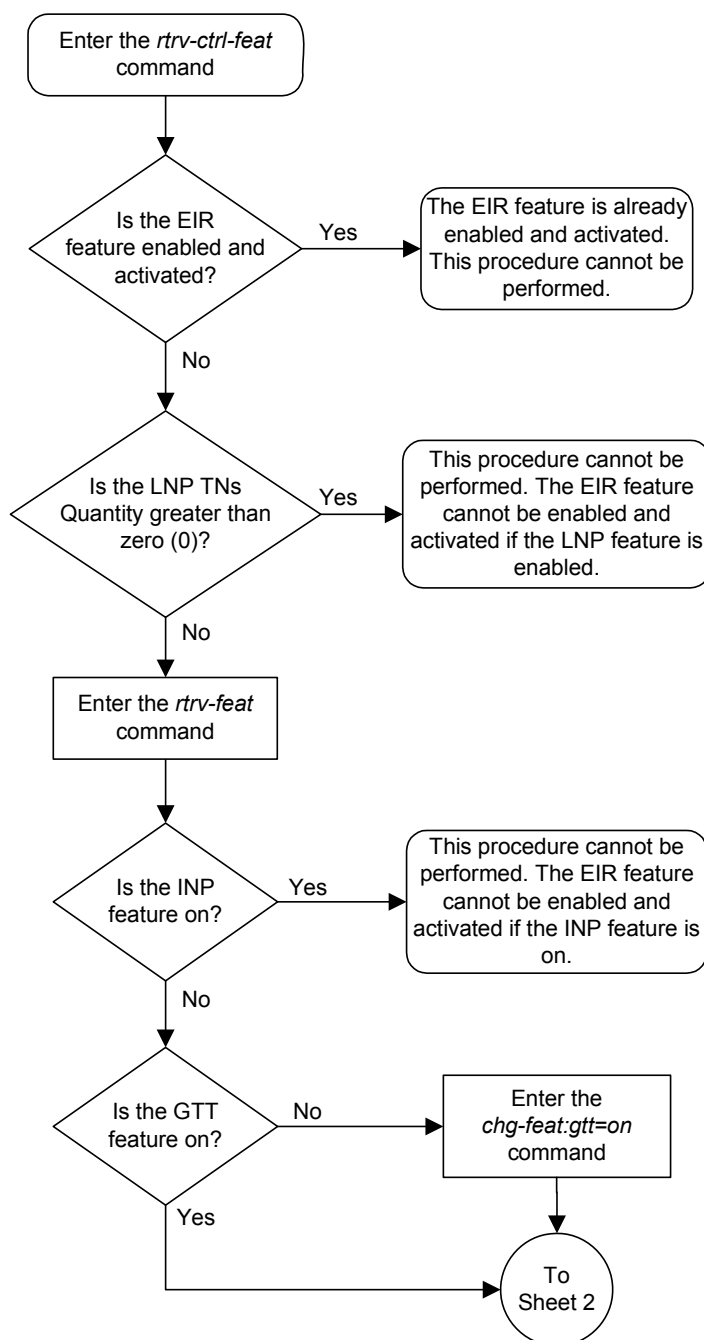 Enter the rtrv-ctrl-feat
command
Is the EIR
feature enabled and
activated?
Yes
The EIR feature is already
enabled and activated.
This procedure cannot be
performed.
No
Is the LNP TNs
Quantity greater than
zero (0)?
Yes
This procedure cannot be
performed. The EIR feature
cannot be enabled and
activated if the LNP feature is
enabled.
No
Enter the rtrv-feat
command
Is the INP
feature on?
Yes
This procedure cannot be
performed. The EIR feature
cannot be enabled and
activated if the INP feature is
on.
No
Is the GTT
feature on?
No
Enter the
chg-feat:gtt=on
command
Yes
To
Sheet 2